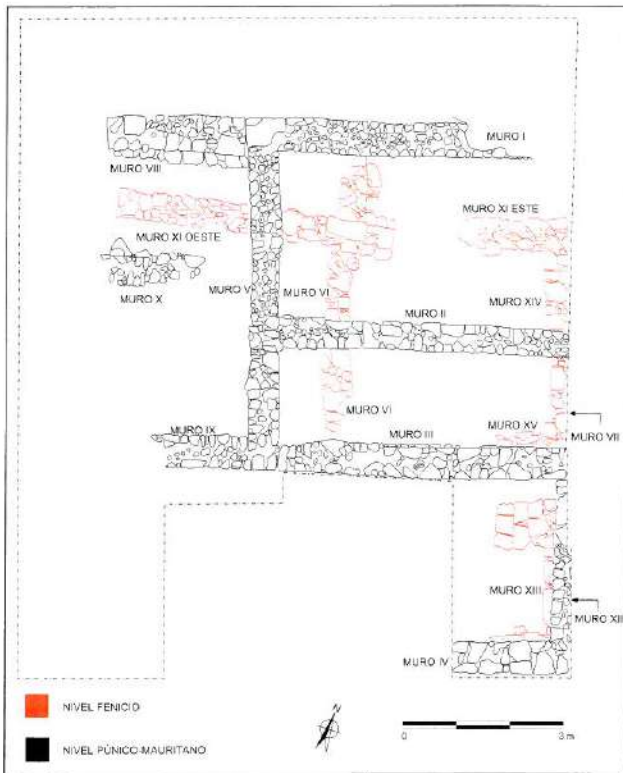 MURO I
MURO VIII
MURO XI ESTE
MURO XI OESTE
MURO X
MURO V
MURO VI
MURO XIV
MURO II
MURO VI
MURO IX
MURO III
MURO XV
MURO VII
MURO XIII
MURO XII
MURO IV
NIVEL FENICIO
N
NIVEL PÚNICO-MAURITANO
0
3 m